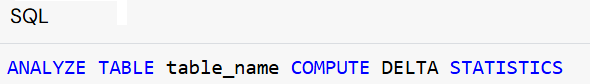 SQL
ANALYZE TABLE table_name COMPUTE DELTA STATISTICS